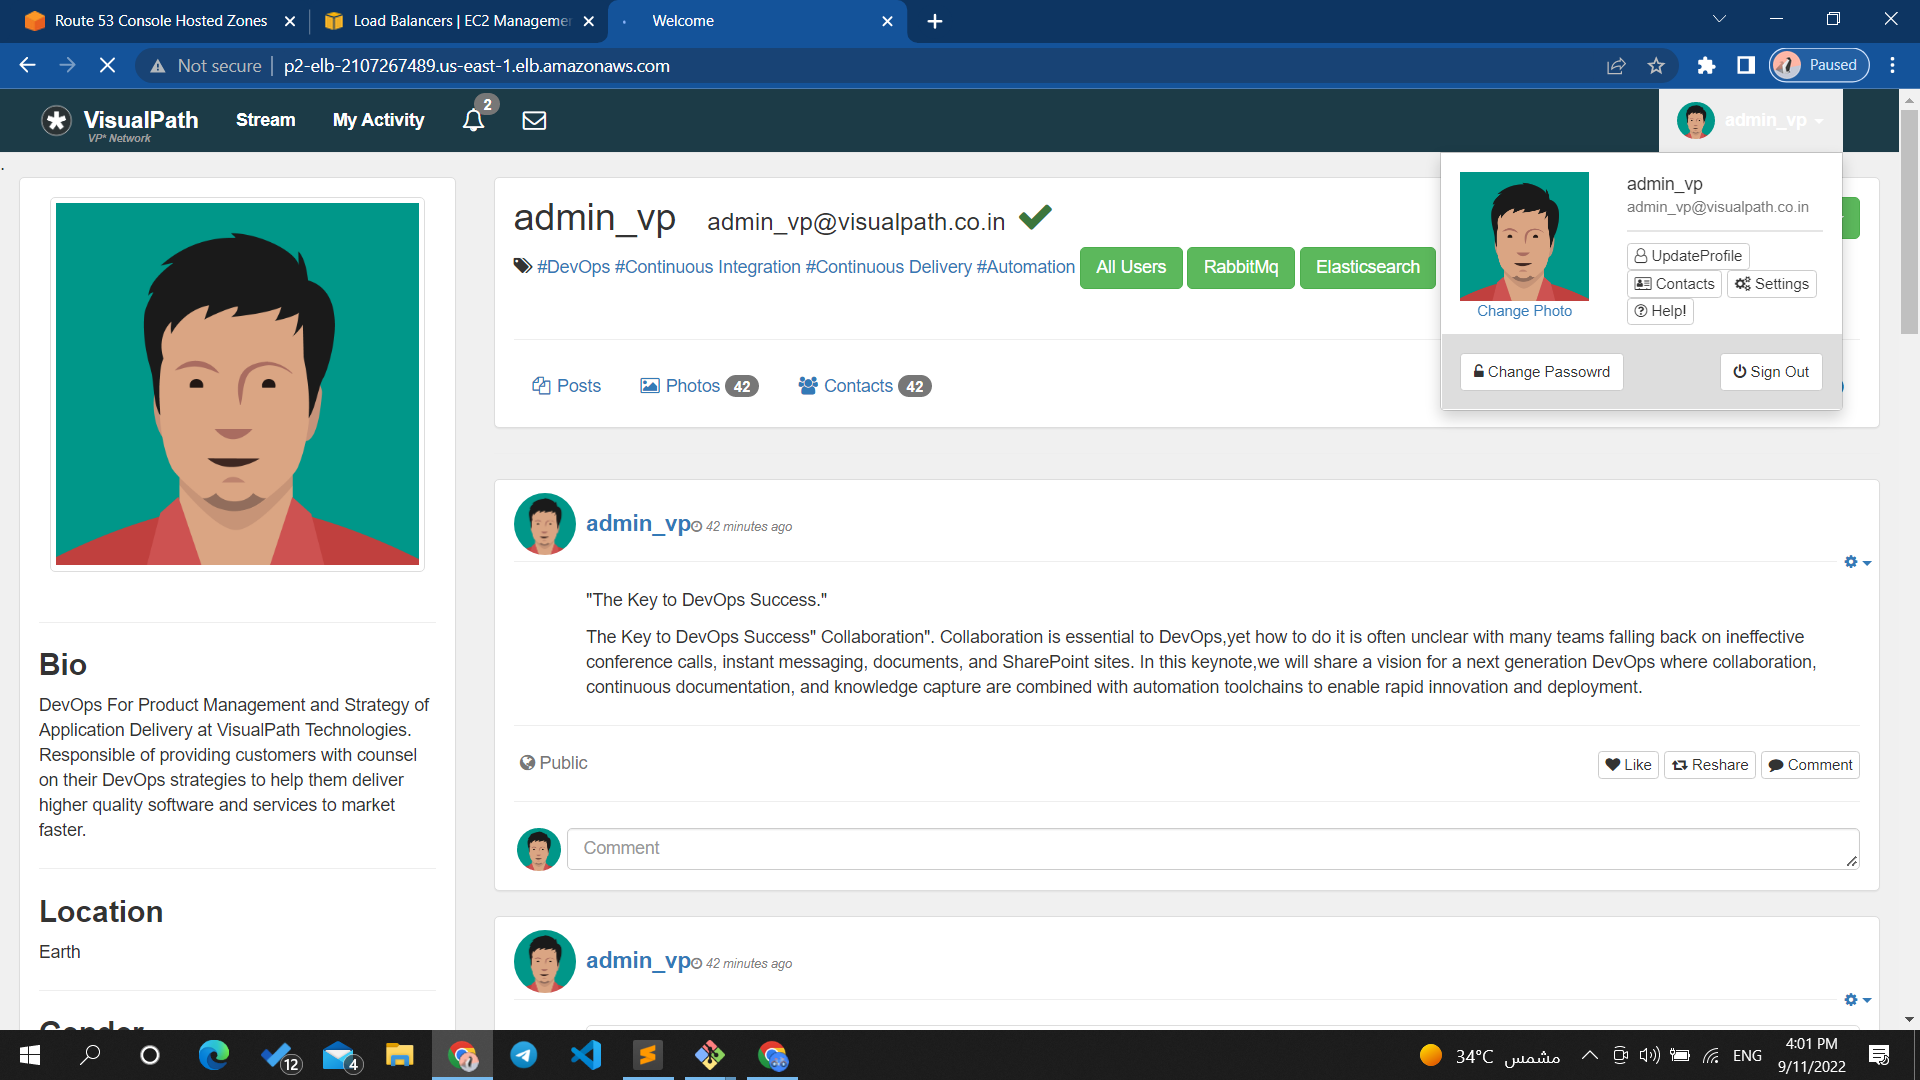 Route 53 Console Hosted Zones
Load Balancers | EC2 Manageme
Welcome
Not secure
p2-elb-2107267489.us-east-1.elb.amazonaws.com
Paused
VisualPath
VP* Network
Stream
My Activity
2
admin_vp
admin_vp
admin_vp@visualpath.co.in
UpdateProfile
Contacts
Settings
Help!
Change Photo
Change Passowrd
Sign Out
.
admin_vp admin_vp@visualpath.co.in
#DevOps #Continuous Integration #Continuous Delivery #Automation
All Users
RabbitMq
Elasticsearch
Posts
Photos 42
Contacts 42
admin_vp 42 minutes ago
"The Key to DevOps Success."
The Key to DevOps Success" Collaboration". Collaboration is essential to DevOps,yet how to do it is often unclear with many teams falling back on ineffective
conference calls, instant messaging, documents, and SharePoint sites. In this keynote,we will share a vision for a next generation DevOps where collaboration,
continuous documentation, and knowledge capture are combined with automation toolchains to enable rapid innovation and deployment.
Public
Like
Reshare
Comment
Comment
admin_vp 42 minutes ago
Bio
DevOps For Product Management and Strategy of
Application Delivery at VisualPath Technologies.
Responsible of providing customers with counsel
on their DevOps strategies to help them deliver
higher quality software and services to market
faster.
Location
Earth
Gender
12
4
34°C مشمس
ENG
4:01 PM
9/11/2022